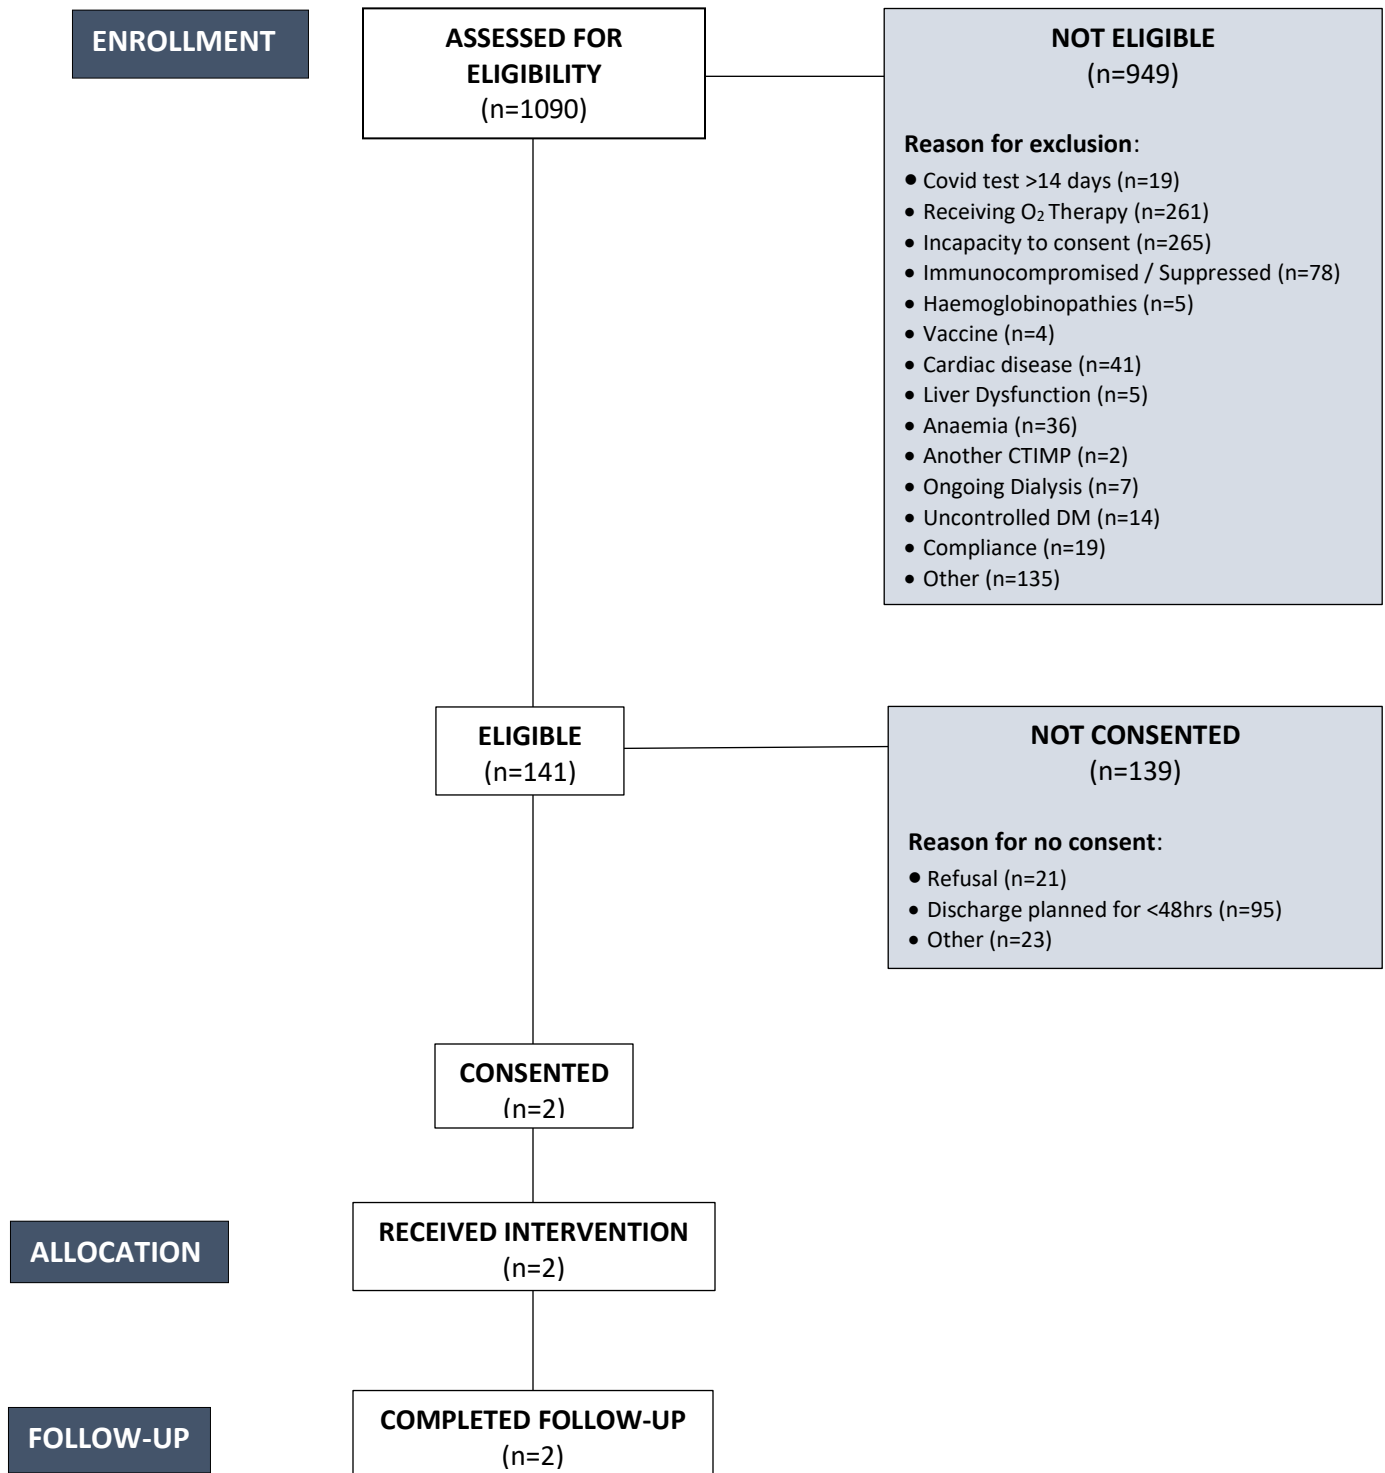 ENROLLMENT
ASSESSED FOR
ELIGIBILITY
(n=1090)
NOT ELIGIBLE
(n=949)
Reason for exclusion:
• Covid test >14 days (n=19)
• Receiving O₂ Therapy (n=261)
• Incapacity to consent (n=265)
• Immunocompromised / Suppressed (n=78)
• Haemoglobinopathies (n=5)
• Vaccine (n=4)
• Cardiac disease (n=41)
• Liver Dysfunction (n=5)
• Anaemia (n=36)
• Another CTIMP (n=2)
• Ongoing Dialysis (n=7)
• Uncontrolled DM (n=14)
• Compliance (n=19)
• Other (n=135)
ELIGIBLE
(n=141)
NOT CONSENTED
(n=139)
Reason for no consent:
• Refusal (n=21)
• Discharge planned for <48hrs (n=95)
• Other (n=23)
CONSENTED
(n=2)
ALLOCATION
RECEIVED INTERVENTION
(n=2)
FOLLOW-UP
COMPLETED FOLLOW-UP
(n=2)